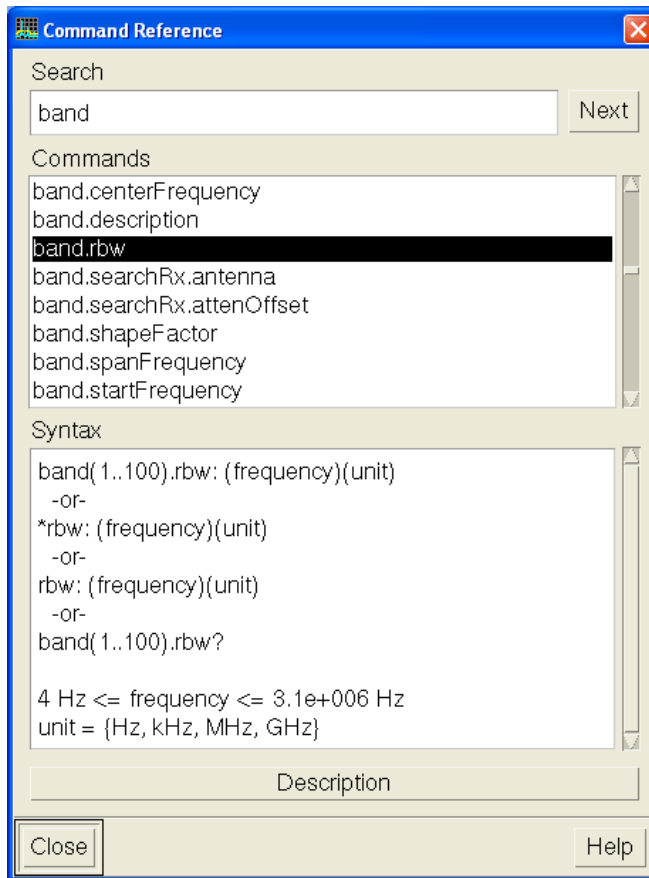 Command Reference
Search
band
Next
Commands
band.centerFrequency
band.description
band.rbw
band.searchRx.antenna
band.searchRx.attenOffset
band.shapeFactor
band.spanFrequency
band.startFrequency
Syntax
band(1..100).rbw: (frequency)(unit)
-or-
*rbw: (frequency)(unit)
-or-
rbw: (frequency)(unit)
-or-
band(1..100).rbw?
4 Hz <= frequency <= 3.1e+006 Hz
unit = {Hz, kHz, MHz, GHz}
Description
Close
Help